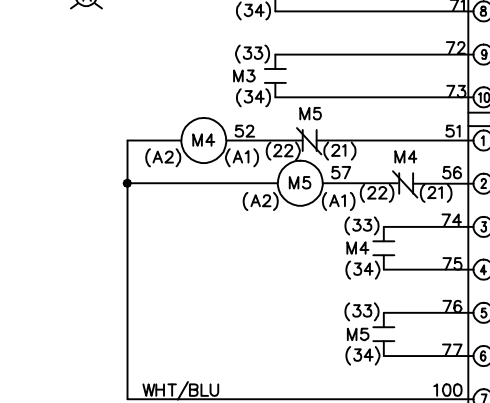 (34) 71 8
(33) 72 9
M3
(34) 73 10
M5
M4 52 51 1
(A2) (A1) (22) (21)
M4
M5 57 56 2
(A2) (A1) (22) (21)
(33) 74 3
M4
(34) 75 4
(33) 76 5
M5
(34) 77 6
WHT/BLU 100 7